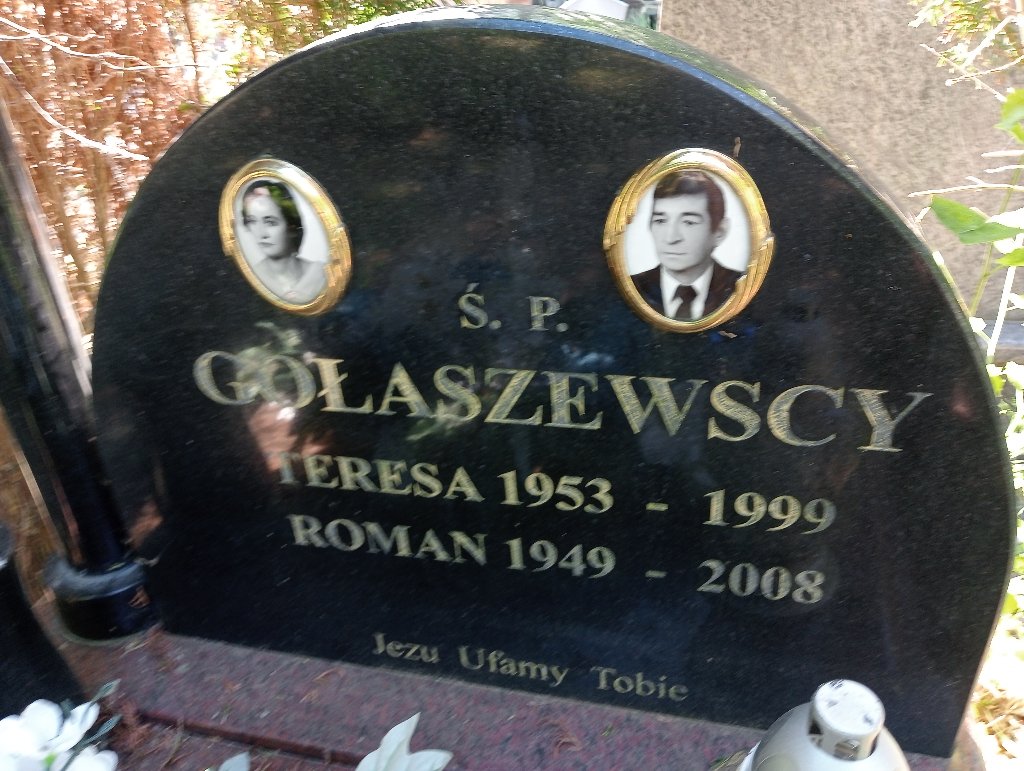 Ś. P.
GOŁASZEWSCY
TERESA 1953 - 1999
ROMAN 1949 - 2008
Jezu Ufamy Tobie